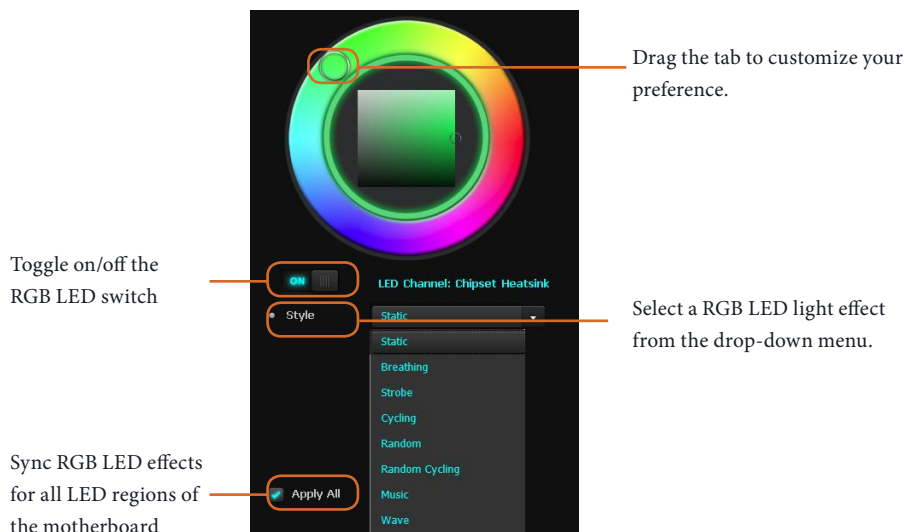 Drag the tab to customize your
preference.
Toggle on/off the
RGB LED switch
ON
LED Channel: Chipset Heatsink
Style
Static
Select a RGB LED light effect
from the drop-down menu.
Static
Breathing
Strobe
Cycling
Random
Random Cycling
Music
Wave
Sync RGB LED effects
for all LED regions of
the motherboard
Apply All